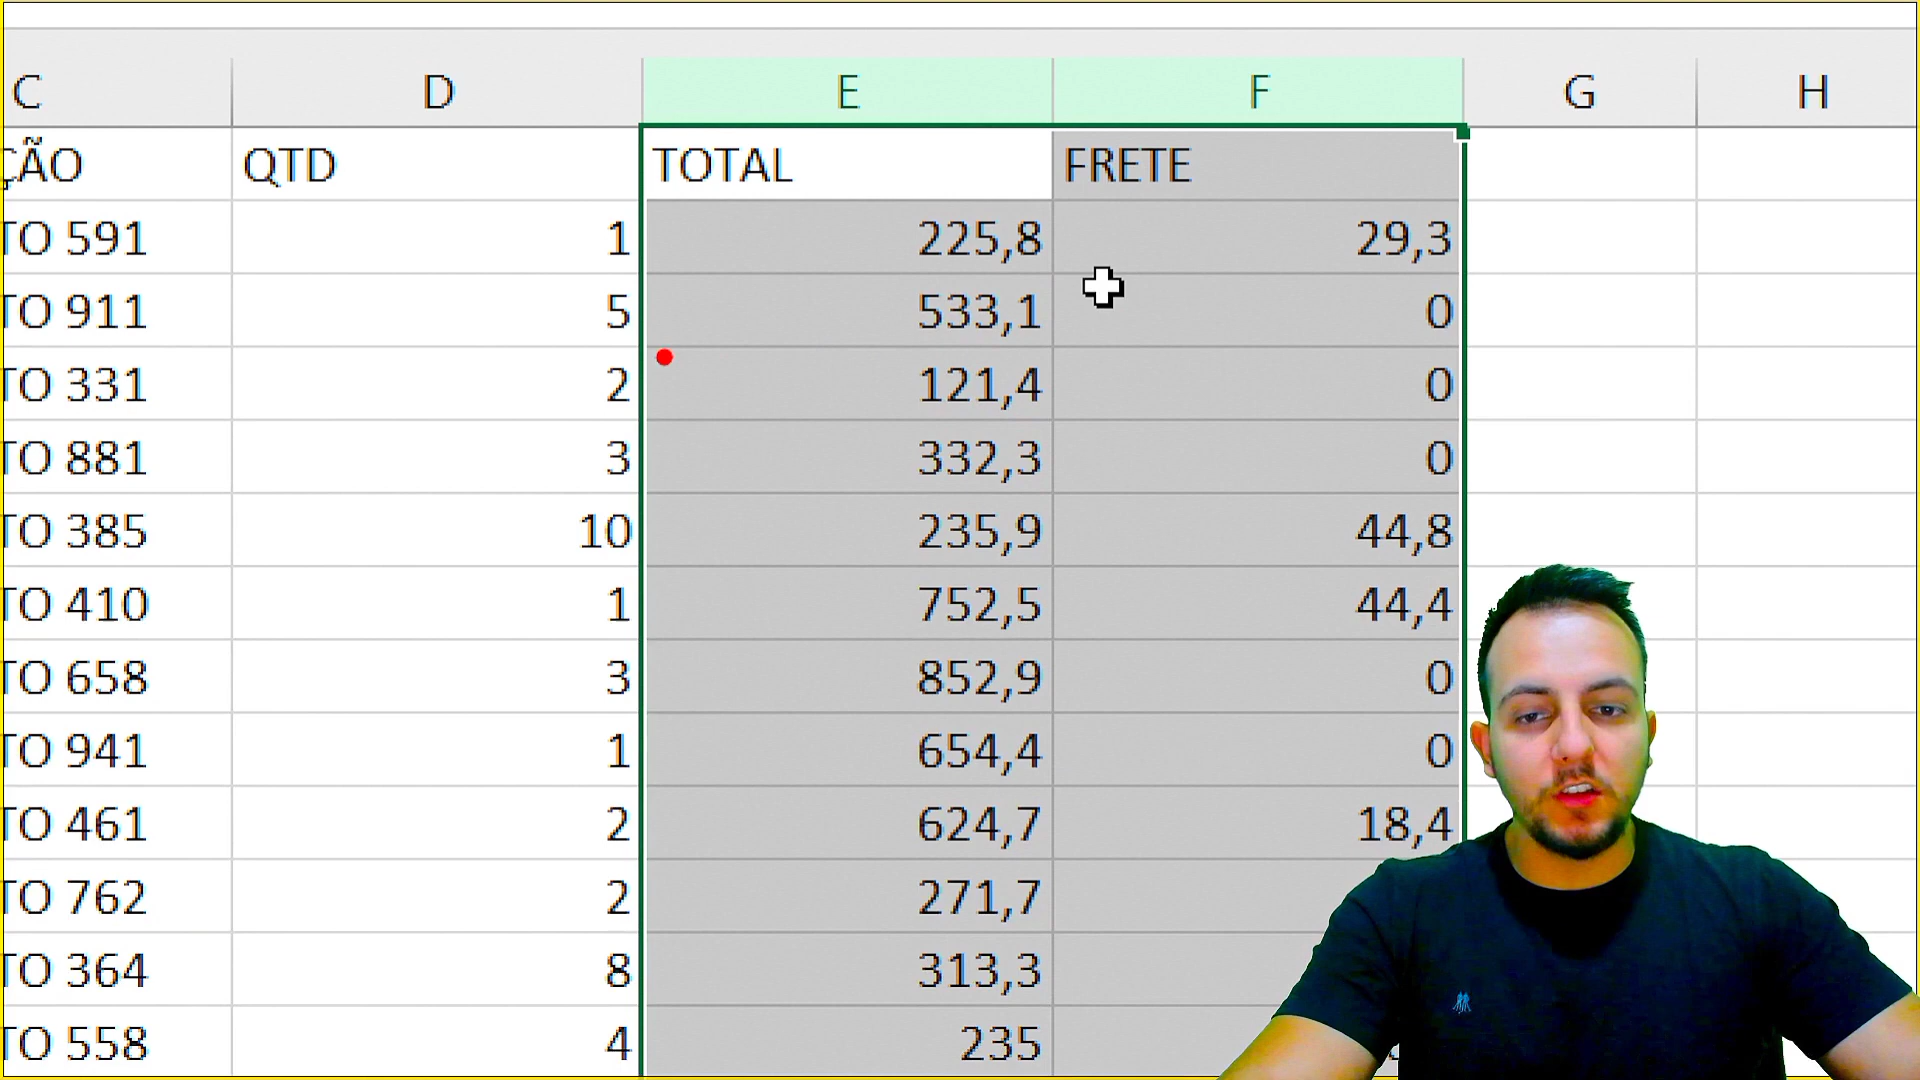 C D E F G H
ÇÃO QTD TOTAL FRETE
TO 591 1 225,8 29,3
TO 911 5 533,1 0
TO 331 2 121,4 0
TO 881 3 332,3 0
TO 385 10 235,9 44,8
TO 410 1 752,5 44,4
TO 658 3 852,9 0
TO 941 1 654,4 0
TO 461 2 624,7 18,4
TO 762 2 271,7
TO 364 8 313,3
TO 558 4 235